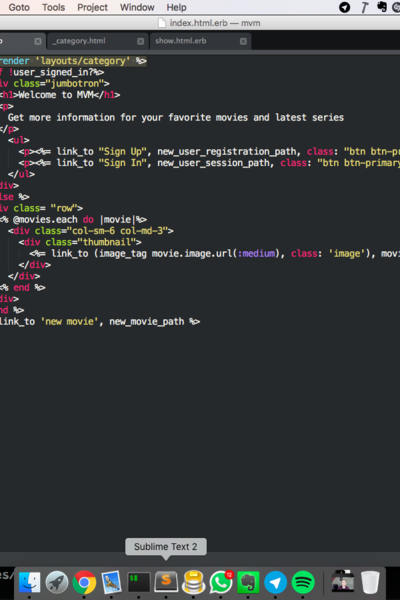 Goto Tools Project Window Help
index.html.erb — mvm
_category.html show.html.erb
render 'layouts/category' %>
f !user_signed_in?%>
iv class="jumbotron">
<h1>Welcome to MVM</h1>
<p>
Get more information for your favorite movies and latest series
</p>
<ul>
<p><%= link_to "Sign Up", new_user_registration_path, class: "btn btn-pr
<p><%= link_to "Sign In", new_user_session_path, class: "btn btn-primary
</ul>
div>
lse %>
iv class= "row">
<% @movies.each do |movie|%>
<div class="col-sm-6 col-md-3">
<div class="thumbnail">
<%= link_to (image_tag movie.image.url(:medium), class: 'image'), movi
</div>
</div>
<% end %>
div>
nd %>
link_to 'new movie', new_movie_path %>
Sublime Text 2
es/
12